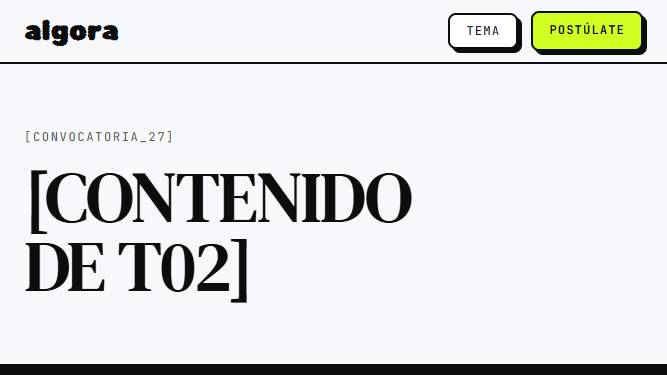 algora
TEMA
POSTÚLATE
[CONVOCATORIA_27]
[CONTENIDO
DE T02]